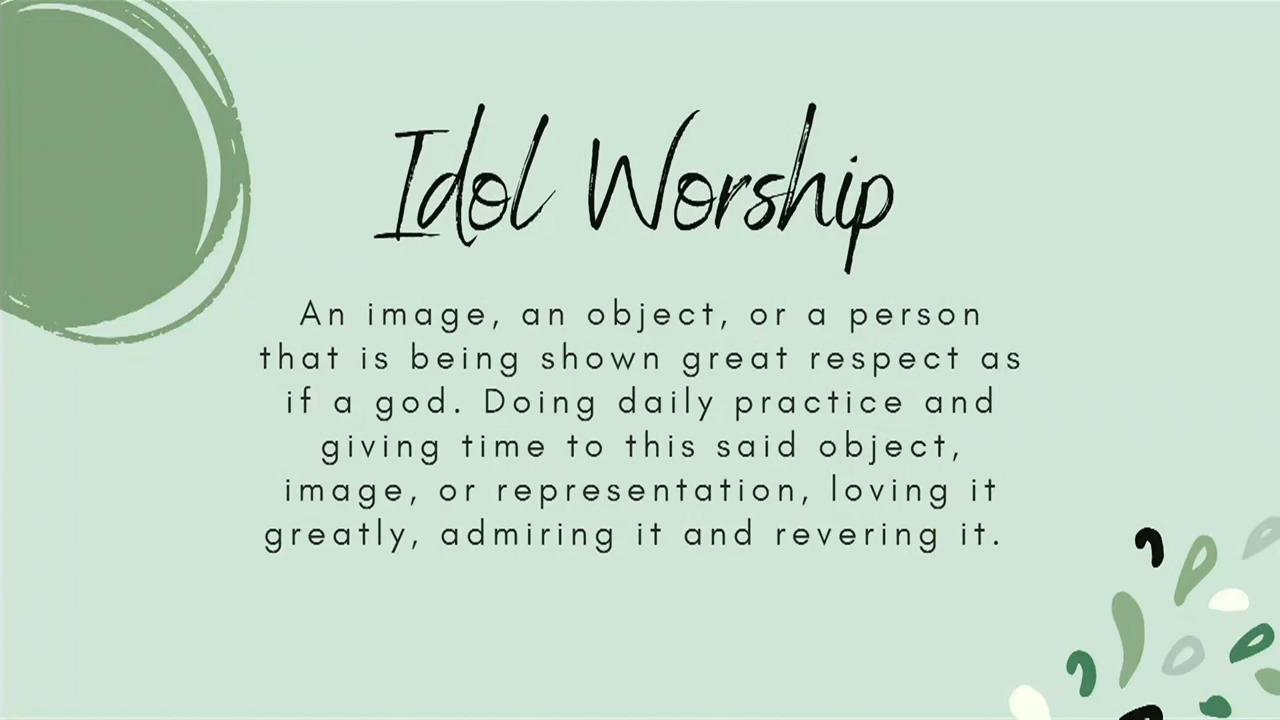 Idol Worship
An image, an object, or a person
that is being shown great respect as
if a god. Doing daily practice and
giving time to this said object,
image, or representation, loving it
greatly, admiring it and revering it.